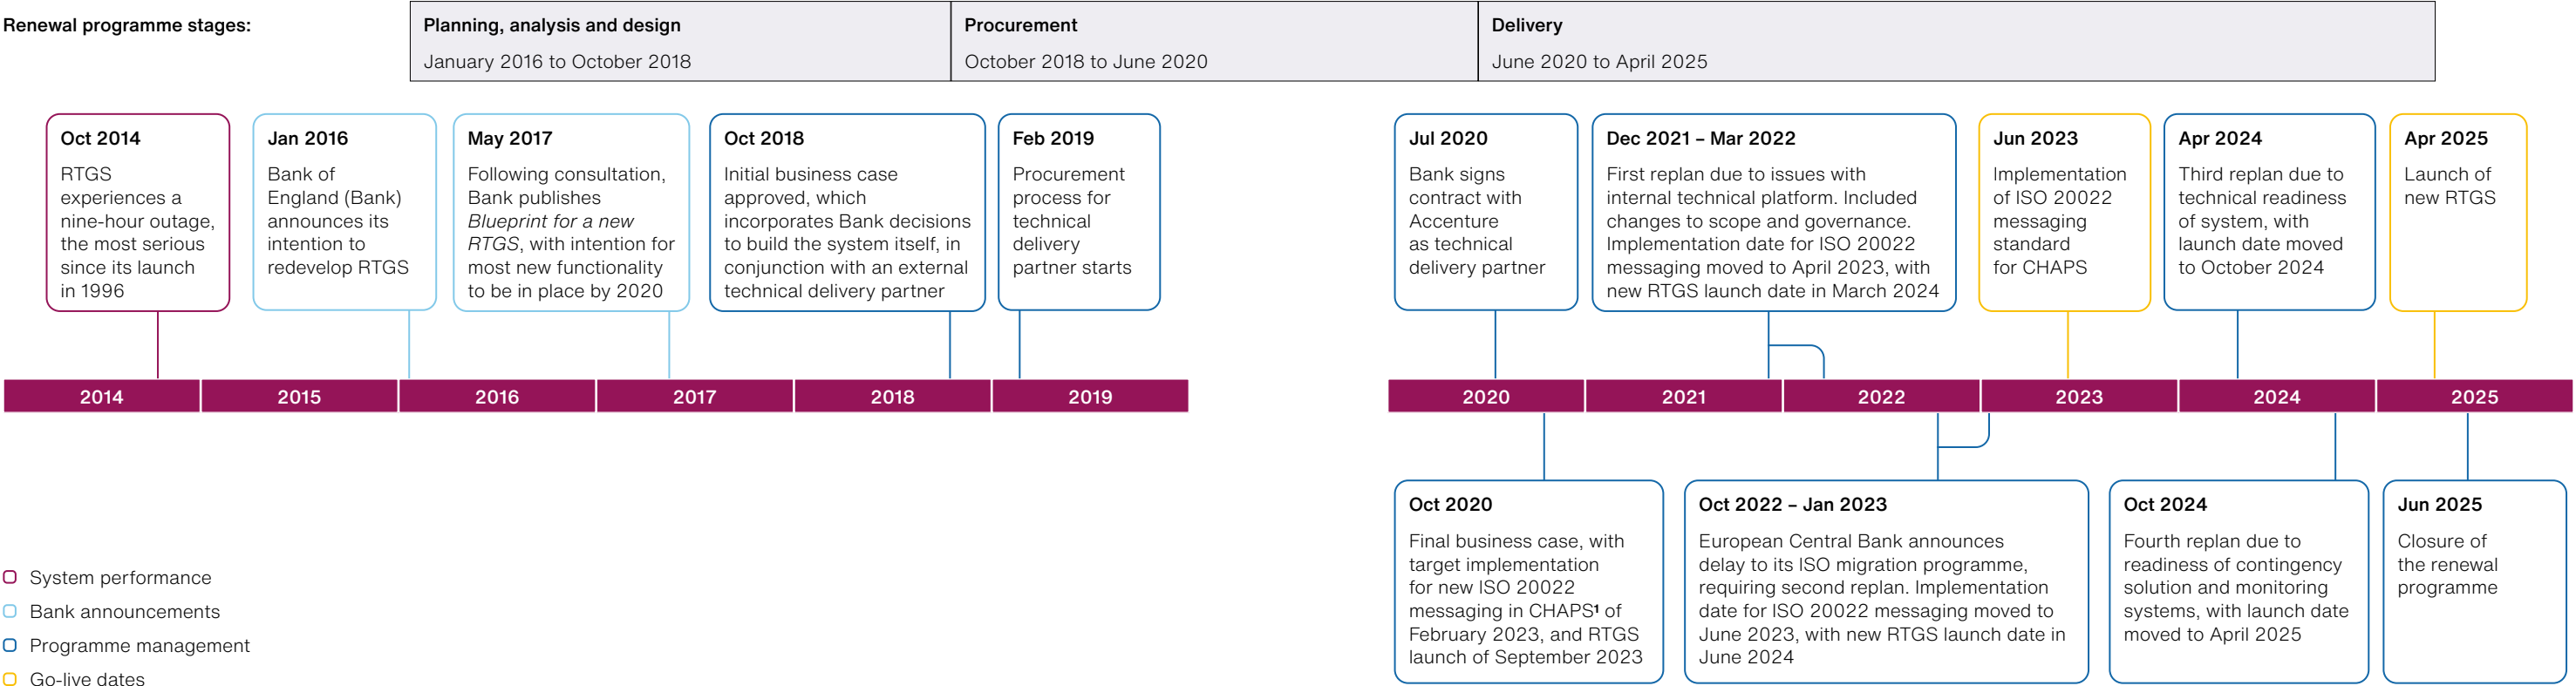 Renewal programme stages:
Planning, analysis and design
January 2016 to October 2018
Procurement
October 2018 to June 2020
Delivery
June 2020 to April 2025
Oct 2014
RTGS
experiences a
nine-hour outage,
the most serious
since its launch
in 1996
Jan 2016
Bank of
England (Bank)
announces its
intention to
redevelop RTGS
May 2017
Following consultation,
Bank publishes
Blueprint for a new
RTGS, with intention for
most new functionality
to be in place by 2020
Oct 2018
Initial business case
approved, which
incorporates Bank decisions
to build the system itself, in
conjunction with an external
technical delivery partner
Feb 2019
Procurement
process for
technical
delivery
partner starts
Jul 2020
Bank signs
contract with
Accenture
as technical
delivery partner
Dec 2021 – Mar 2022
First replan due to issues with
internal technical platform. Included
changes to scope and governance.
Implementation date for ISO 20022
messaging moved to April 2023, with
new RTGS launch date in March 2024
Jun 2023
Implementation
of ISO 20022
messaging
standard
for CHAPS
Apr 2024
Third replan due to
technical readiness
of system, with
launch date moved
to October 2024
Apr 2025
Launch of
new RTGS
2014
2015
2016
2017
2018
2019
2020
2021
2022
2023
2024
2025
Oct 2020
Final business case, with
target implementation
for new ISO 20022
messaging in CHAPS¹ of
February 2023, and RTGS
launch of September 2023
Oct 2022 – Jan 2023
European Central Bank announces
delay to its ISO migration programme,
requiring second replan. Implementation
date for ISO 20022 messaging moved to
June 2023, with new RTGS launch date in
June 2024
Oct 2024
Fourth replan due to
readiness of contingency
solution and monitoring
systems, with launch date
moved to April 2025
Jun 2025
Closure of
the renewal
programme
System performance
Bank announcements
Programme management
Go-live dates